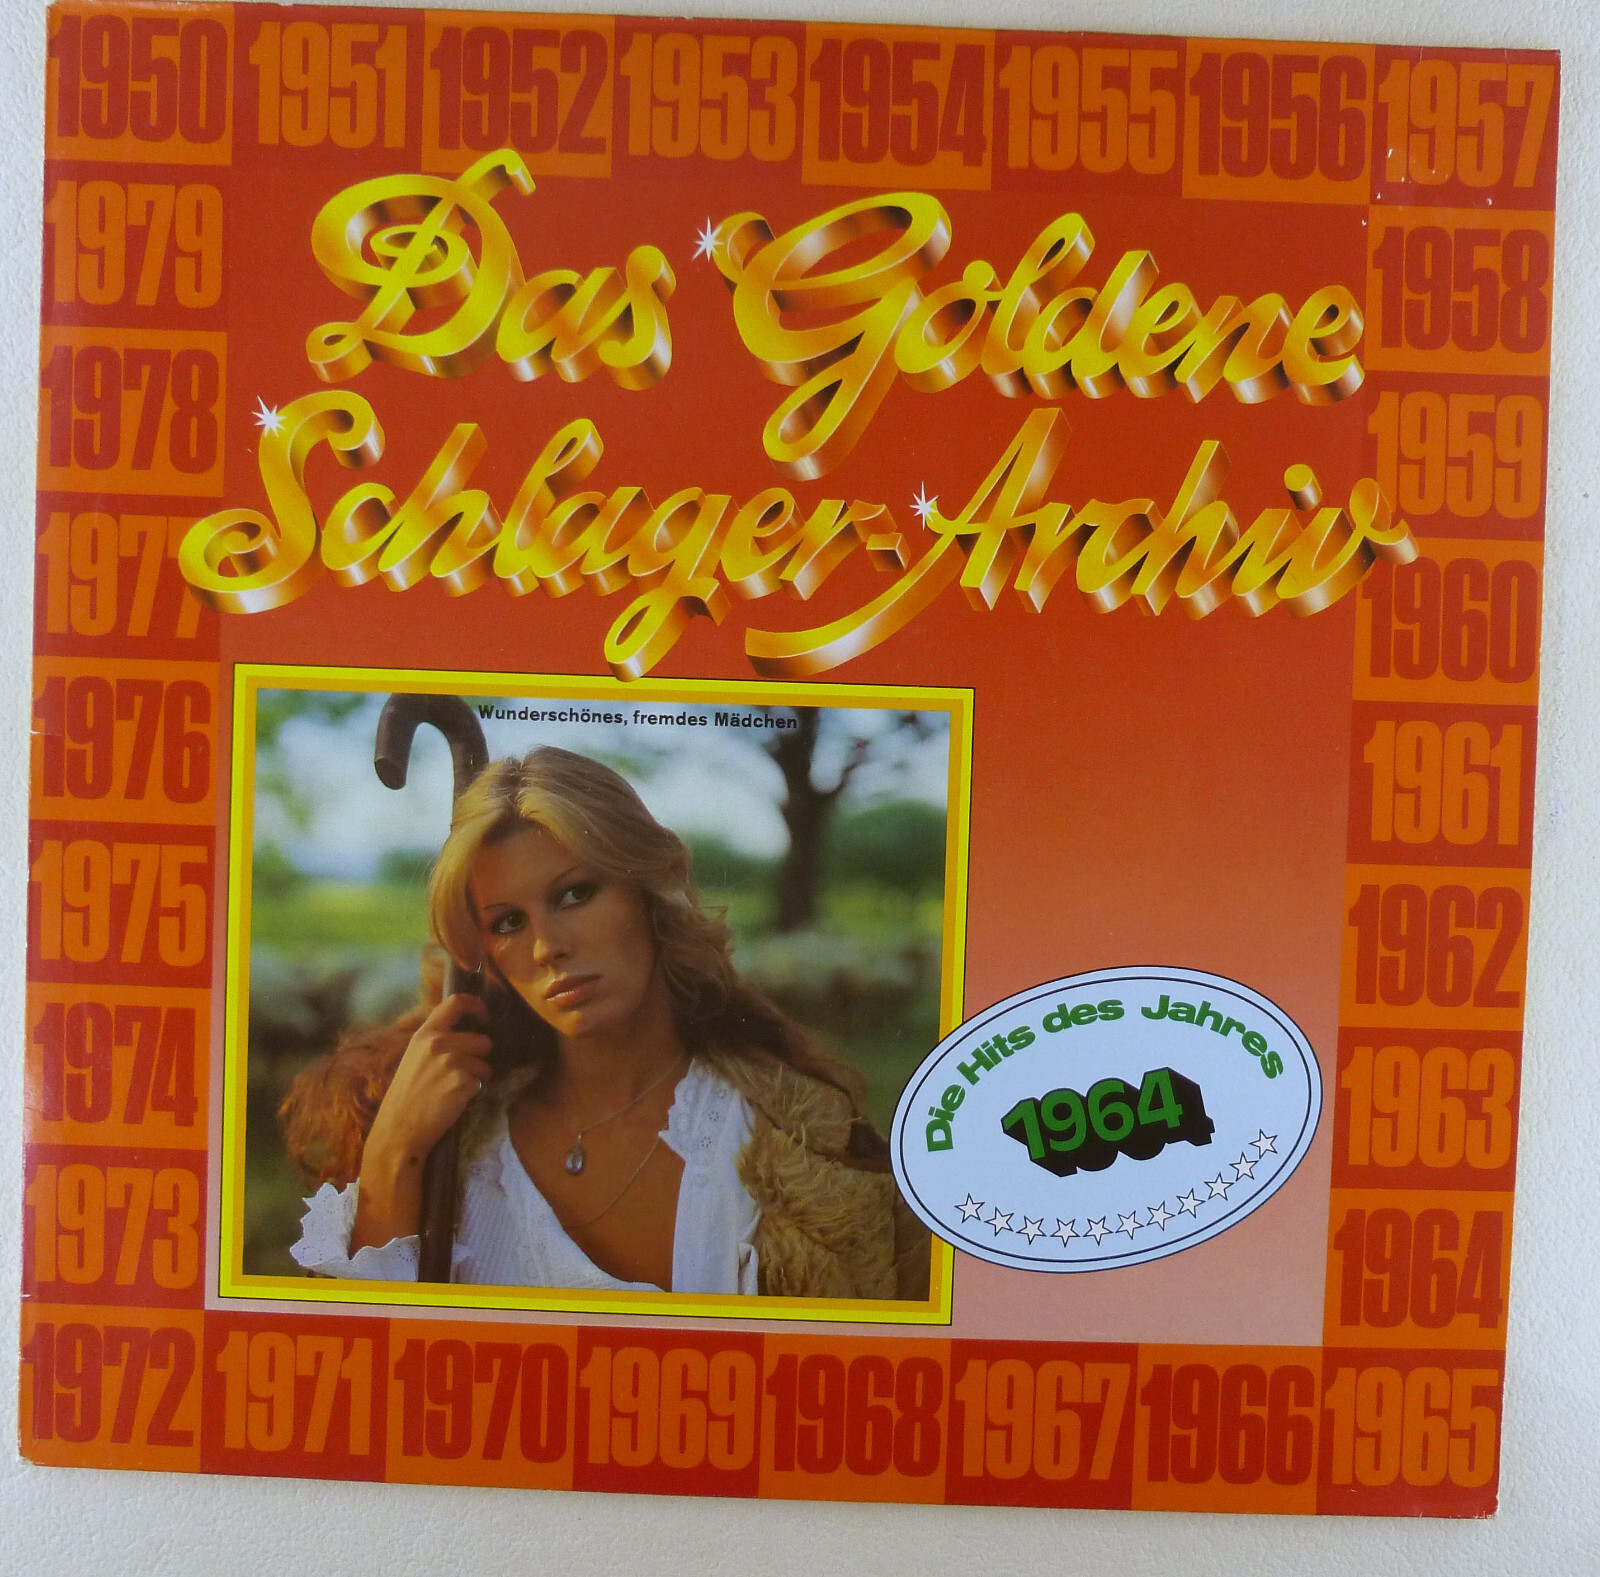 1950 1951 1952 1953 1954 1955 1956 1957
1979
1958
1978
1959
1977
1960
1976
1961
1975
1962
1974
1963
1973
1964
1972 1971 1970 1969 1968 1967 1966 1965
Das Goldene
Schlager-Archiv
Wunderschönes, fremdes Mädchen
Die Hits des Jahres
1964